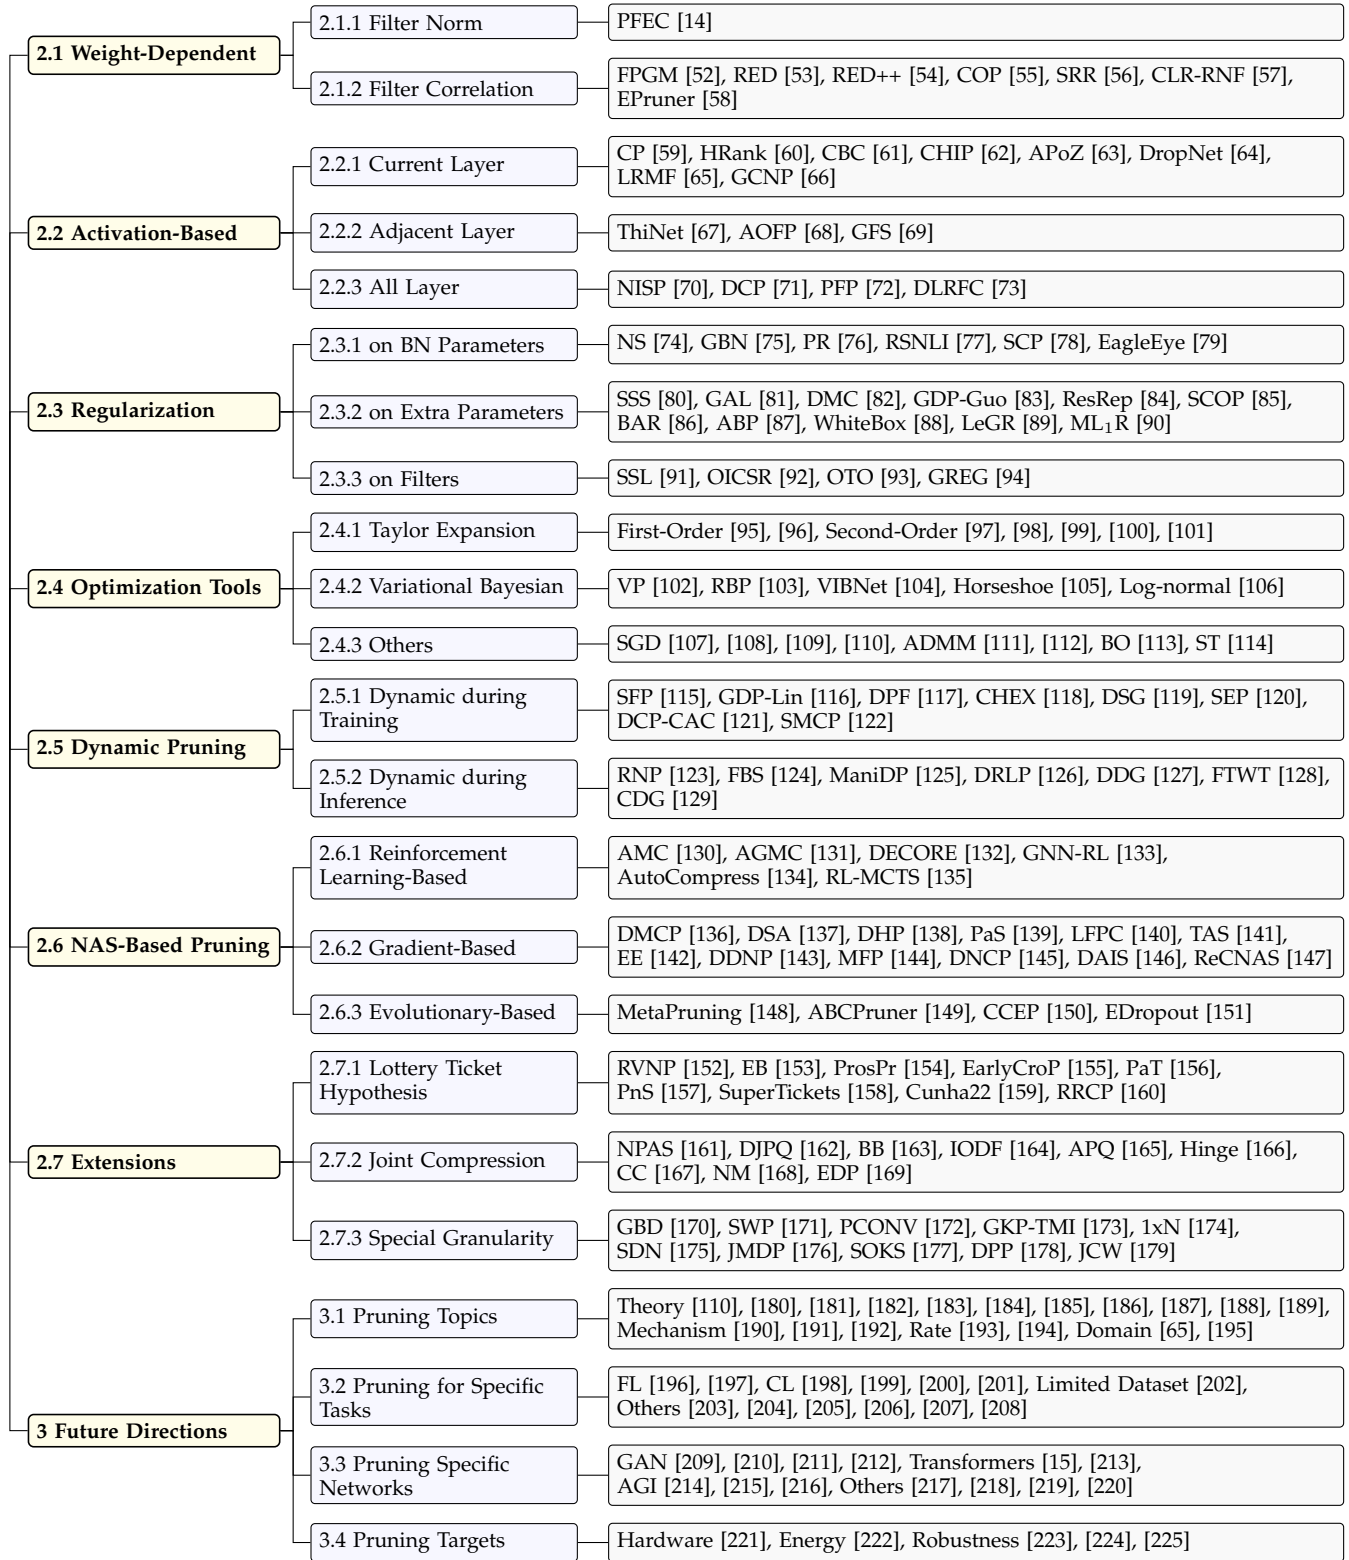 2.1 Weight-Dependent
2.1.1 Filter Norm
PFEC [14]
2.1.2 Filter Correlation
FPGM [52], RED [53], RED++ [54], COP [55], SRR [56], CLR-RNF [57],
EPruner [58]
2.2 Activation-Based
2.2.1 Current Layer
CP [59], HRank [60], CBC [61], CHIP [62], APoZ [63], DropNet [64],
LRMF [65], GCNP [66]
2.2.2 Adjacent Layer
ThiNet [67], AOFP [68], GFS [69]
2.2.3 All Layer
NISP [70], DCP [71], PFP [72], DLRFC [73]
2.3 Regularization
2.3.1 on BN Parameters
NS [74], GBN [75], PR [76], RSNLI [77], SCP [78], EagleEye [79]
2.3.2 on Extra Parameters
SSS [80], GAL [81], DMC [82], GDP-Guo [83], ResRep [84], SCOP [85],
BAR [86], ABP [87], WhiteBox [88], LeGR [89], ML₁R [90]
2.3.3 on Filters
SSL [91], OICSR [92], OTO [93], GREG [94]
2.4 Optimization Tools
2.4.1 Taylor Expansion
First-Order [95], [96], Second-Order [97], [98], [99], [100], [101]
2.4.2 Variational Bayesian
VP [102], RBP [103], VIBNet [104], Horseshoe [105], Log-normal [106]
2.4.3 Others
SGD [107], [108], [109], [110], ADMM [111], [112], BO [113], ST [114]
2.5 Dynamic Pruning
2.5.1 Dynamic during
Training
SFP [115], GDP-Lin [116], DPF [117], CHEX [118], DSG [119], SEP [120],
DCP-CAC [121], SMCP [122]
2.5.2 Dynamic during
Inference
RNP [123], FBS [124], ManiDP [125], DRLP [126], DDG [127], FTWT [128],
CDG [129]
2.6 NAS-Based Pruning
2.6.1 Reinforcement
Learning-Based
AMC [130], AGMC [131], DECORE [132], GNN-RL [133],
AutoCompress [134], RL-MCTS [135]
2.6.2 Gradient-Based
DMCP [136], DSA [137], DHP [138], PaS [139], LFPC [140], TAS [141],
EE [142], DDNP [143], MFP [144], DNCP [145], DAIS [146], ReCNAS [147]
2.6.3 Evolutionary-Based
MetaPruning [148], ABCPruner [149], CCEP [150], EDropout [151]
2.7 Extensions
2.7.1 Lottery Ticket
Hypothesis
RVNP [152], EB [153], ProsPr [154], EarlyCroP [155], PaT [156],
PnS [157], SuperTickets [158], Cunha22 [159], RRCP [160]
2.7.2 Joint Compression
NPAS [161], DJPQ [162], BB [163], IODF [164], APQ [165], Hinge [166],
CC [167], NM [168], EDP [169]
2.7.3 Special Granularity
GBD [170], SWP [171], PCONV [172], GKP-TMI [173], 1xN [174],
SDN [175], JMDP [176], SOKS [177], DPP [178], JCW [179]
3 Future Directions
3.1 Pruning Topics
Theory [110], [180], [181], [182], [183], [184], [185], [186], [187], [188], [189],
Mechanism [190], [191], [192], Rate [193], [194], Domain [65], [195]
3.2 Pruning for Specific
Tasks
FL [196], [197], CL [198], [199], [200], [201], Limited Dataset [202],
Others [203], [204], [205], [206], [207], [208]
3.3 Pruning Specific
Networks
GAN [209], [210], [211], [212], Transformers [15], [213],
AGI [214], [215], [216], Others [217], [218], [219], [220]
3.4 Pruning Targets
Hardware [221], Energy [222], Robustness [223], [224], [225]